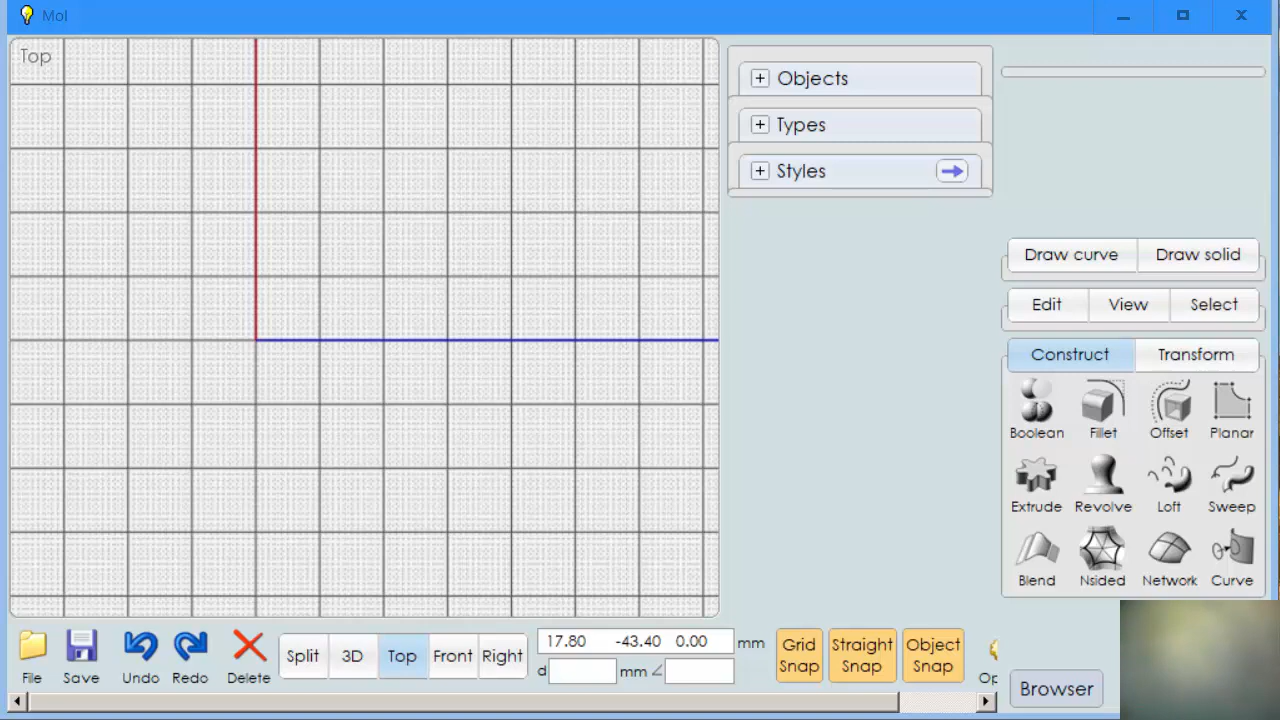 MoI
Top
Objects
Types
Styles
Draw curve Draw solid
Edit View Select
Construct Transform
Boolean Fillet Offset Planar
Extrude Revolve Loft Sweep
Blend Nsided Network Curve
File Save Undo Redo Delete
Split 3D Top Front Right
17.80 -43.40 0.00 mm
d mm
Grid Snap
Straight Snap
Object Snap
Op
Browser